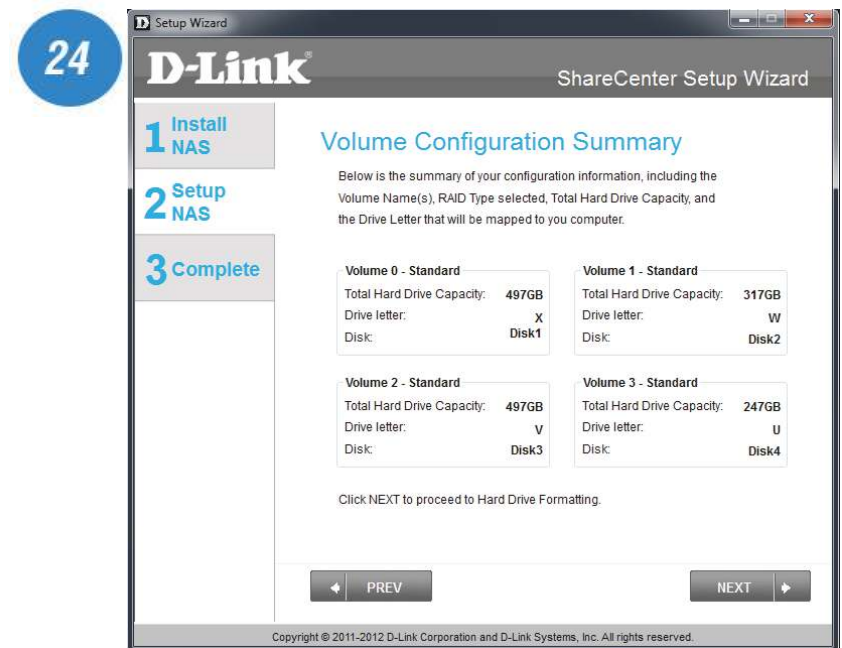 24
Setup Wizard
D-Link®
ShareCenter Setup Wizard
1 Install NAS
2 Setup NAS
3 Complete
Volume Configuration Summary
Below is the summary of your configuration information, including the
Volume Name(s), RAID Type selected, Total Hard Drive Capacity, and
the Drive Letter that will be mapped to you computer.
Volume 0 - Standard
Total Hard Drive Capacity: 497GB
Drive letter: X
Disk: Disk1
Volume 1 - Standard
Total Hard Drive Capacity: 317GB
Drive letter: W
Disk: Disk2
Volume 2 - Standard
Total Hard Drive Capacity: 497GB
Drive letter: V
Disk: Disk3
Volume 3 - Standard
Total Hard Drive Capacity: 247GB
Drive letter: U
Disk: Disk4
Click NEXT to proceed to Hard Drive Formatting.
PREV
NEXT
Copyright © 2011-2012 D-Link Corporation and D-Link Systems, Inc. All rights reserved.